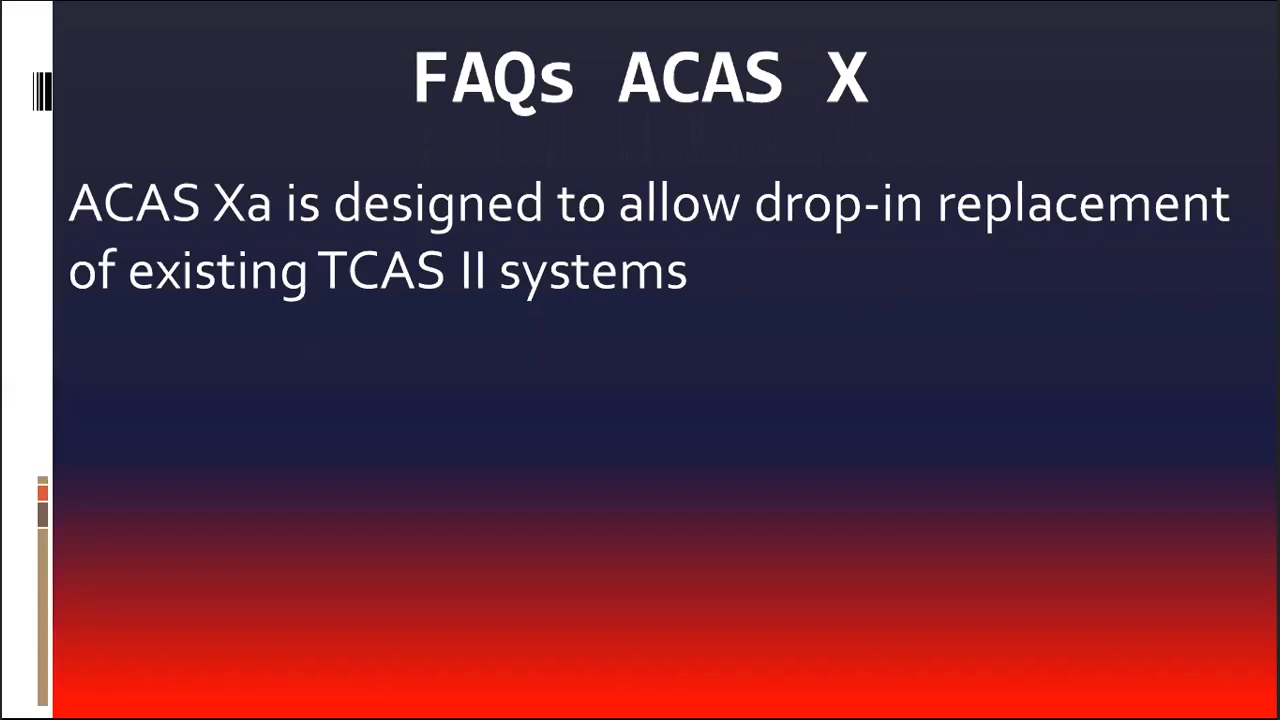 FAQs ACAS X
ACAS Xa is designed to allow drop-in replacement
of existing TCAS II systems